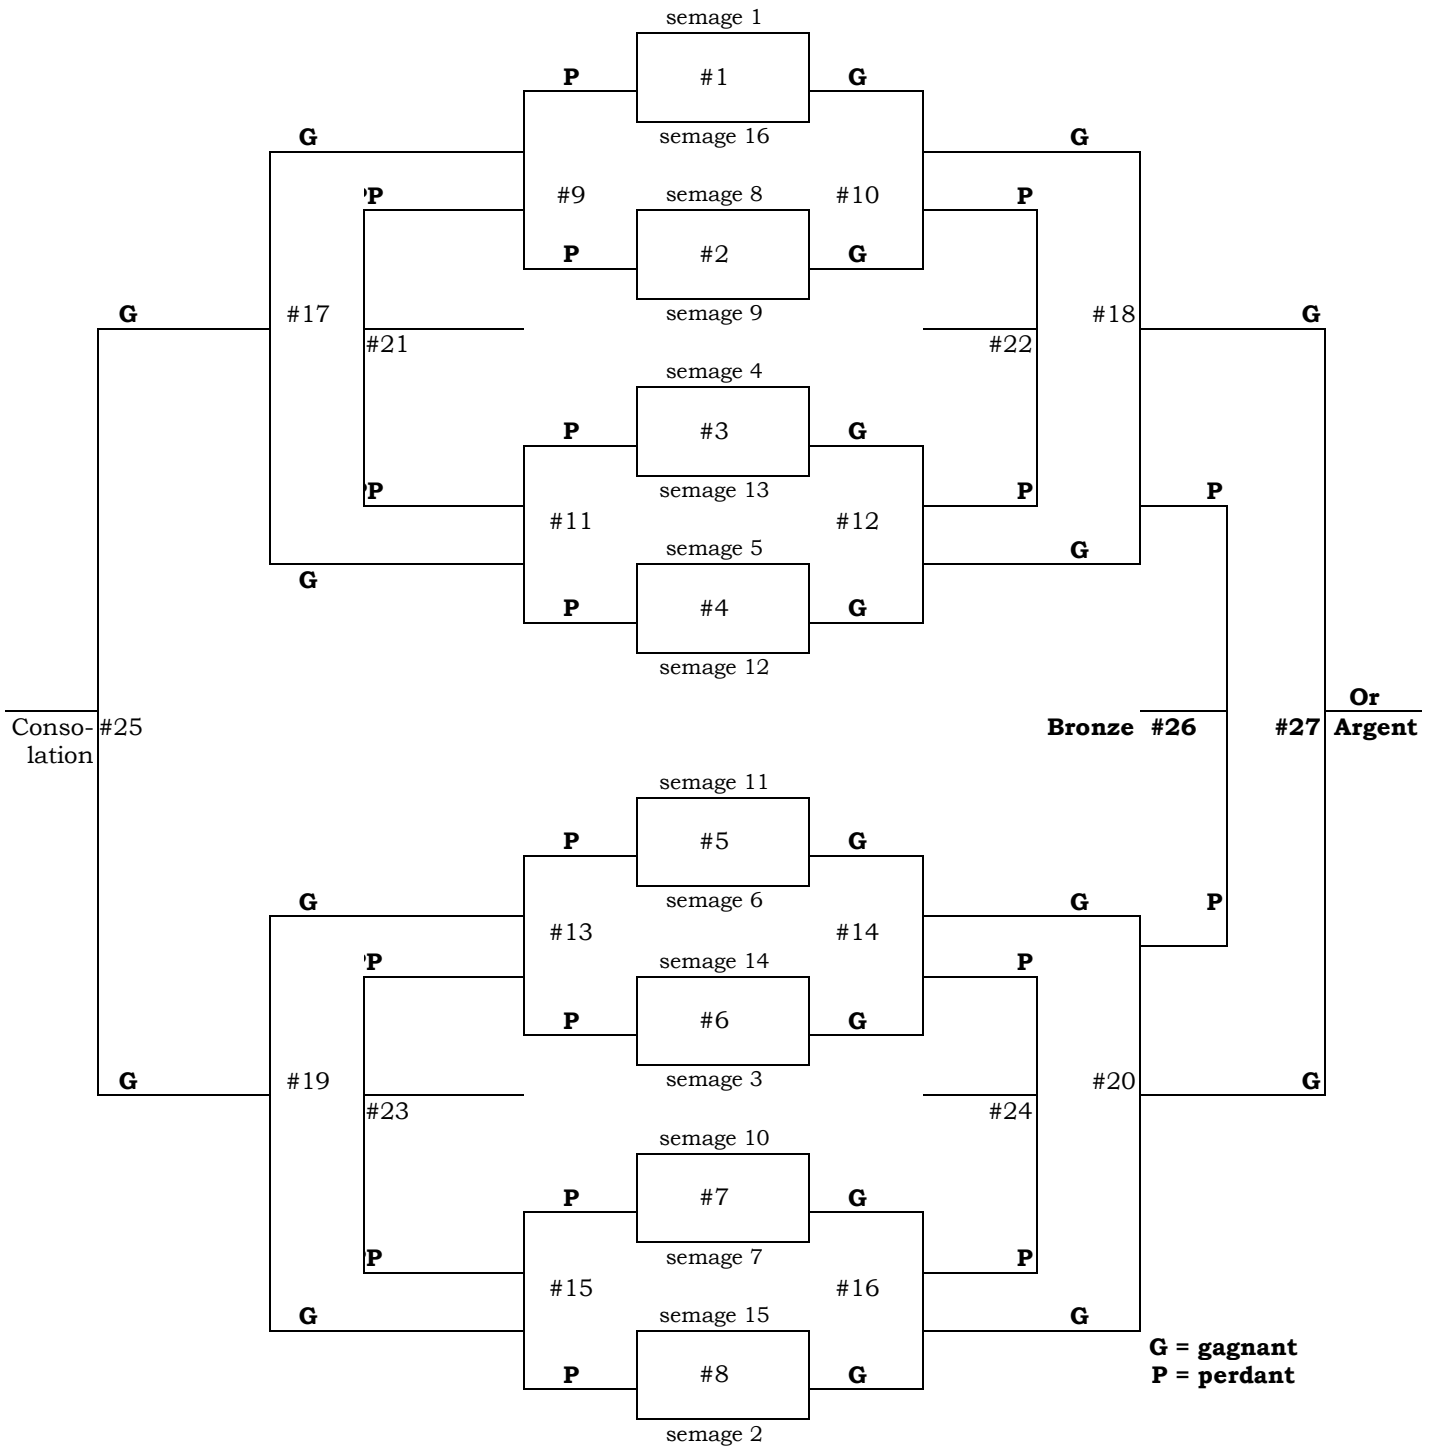 semage 1
P #1 G
semage 16
G G
P #9 semage 8 #10 P
P #2 G
semage 9
G #17 #18 G
#21 #22
semage 4
P #3 G
semage 13
P P P
#11 #12
semage 5
G G
P #4 G
semage 12
Or
Conso- #25 Bronze #26 #27 Argent
lation
semage 11
P #5 G
semage 6
G G P
#13 #14
P semage 14 P
P #6 G
semage 3
G #19 #20 G
#23 #24
semage 10
P #7 G
P semage 7 P
#15 #16
G semage 15 G
G = gagnant
P #8 G P = perdant
semage 2